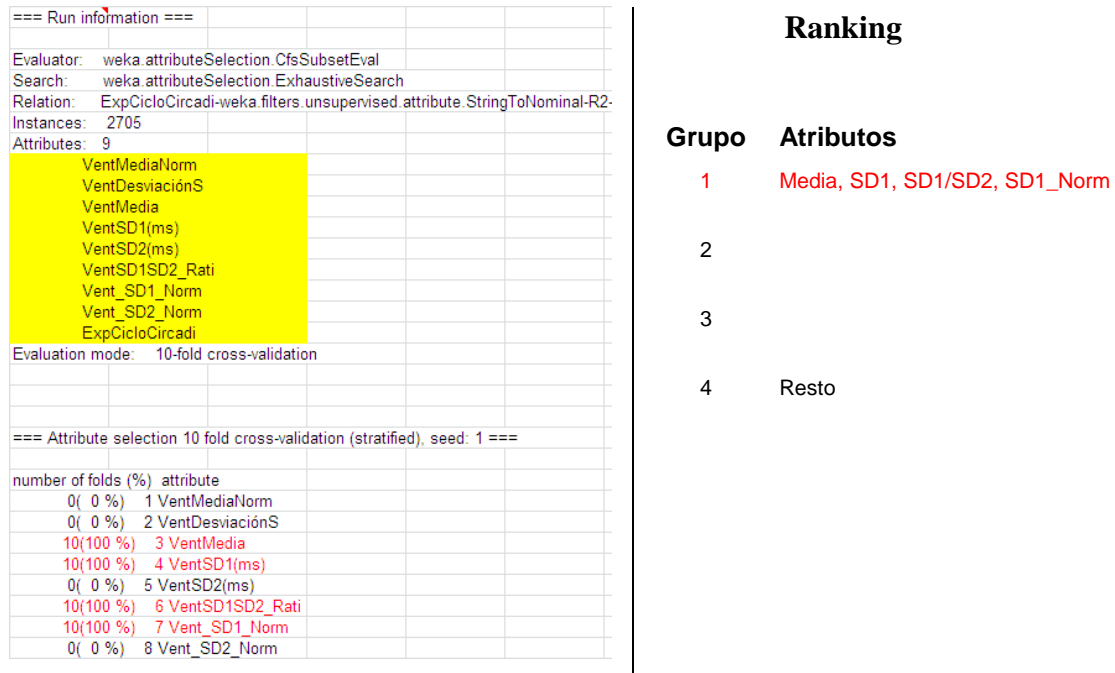 === Run information ===
Evaluator: weka.attributeSelection.CfsSubsetEval
Search: weka.attributeSelection.ExhaustiveSearch
Relation: ExpCicloCircadi-weka.filters.unsupervised.attribute.StringToNominal-R2-
Instances: 2705
Attributes: 9
VentMediaNorm
VentDesviaciónS
VentMedia
VentSD1(ms)
VentSD2(ms)
VentSD1SD2_Rati
Vent_SD1_Norm
Vent_SD2_Norm
ExpCicloCircadi
Evaluation mode: 10-fold cross-validation
=== Attribute selection 10 fold cross-validation (stratified), seed: 1 ===
number of folds (%) attribute
0( 0 %) 1 VentMediaNorm
0( 0 %) 2 VentDesviaciónS
10(100 %) 3 VentMedia
10(100 %) 4 VentSD1(ms)
0( 0 %) 5 VentSD2(ms)
10(100 %) 6 VentSD1SD2_Rati
10(100 %) 7 Vent_SD1_Norm
0( 0 %) 8 Vent_SD2_Norm
Ranking
Grupo Atributos
1 Media, SD1, SD1/SD2, SD1_Norm
2
3
4 Resto